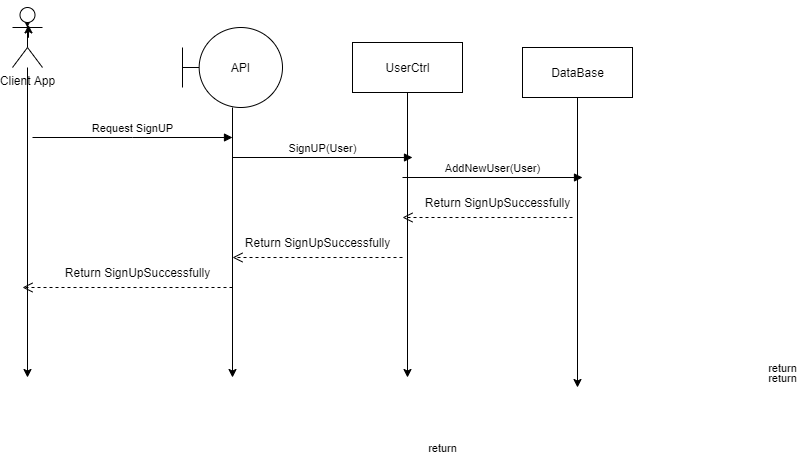 API
UserCtrl
DataBase
Client App
Request SignUP
SignUP(User)
AddNewUser(User)
Return SignUpSuccessfully
Return SignUpSuccessfully
Return SignUpSuccessfully
return
return
return